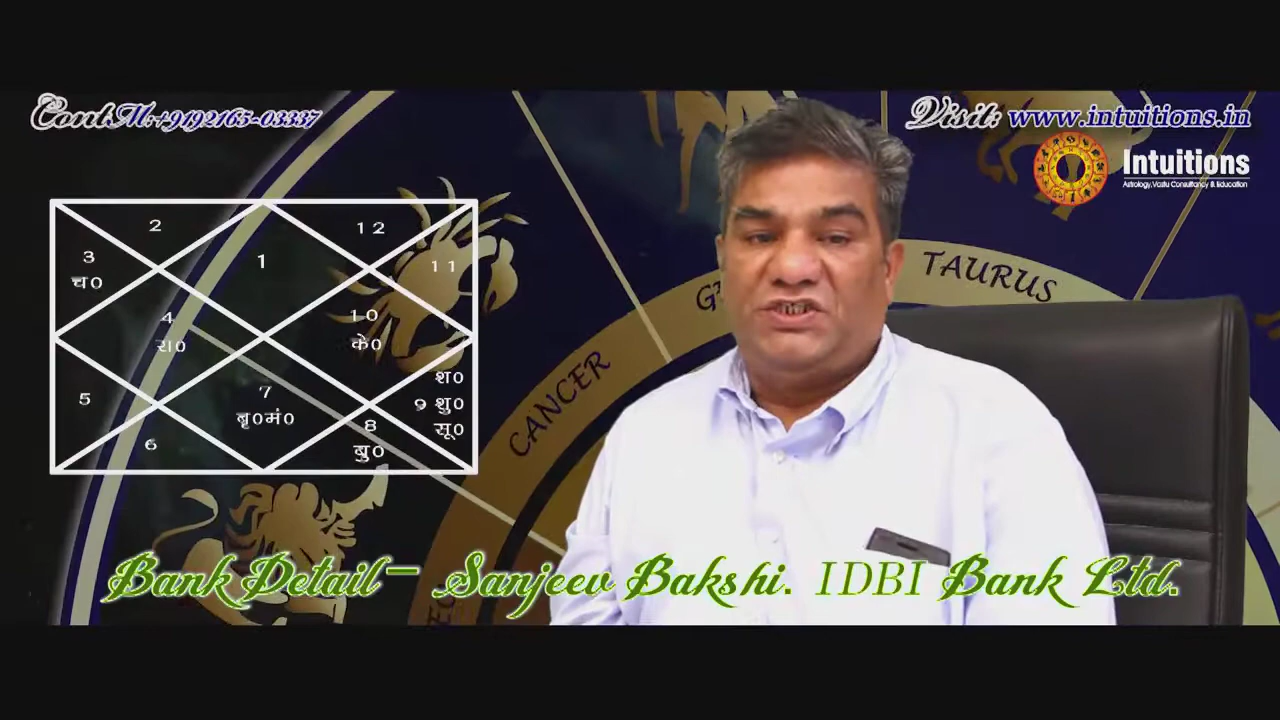 Cont. M:+9192163-03337
Visit: www.intuitions.in
Intuitions
Astrology,Vastu Consultancy & Education
2
12
3
च०
1
11
4
रा०
10
के०
5
7
बृ०मं०
6
8
बु०
श०
9 शु०
सू०
TAURUS
CANCER
Bank Detail- Sanjeev Bakshi. IDBI Bank Ltd.